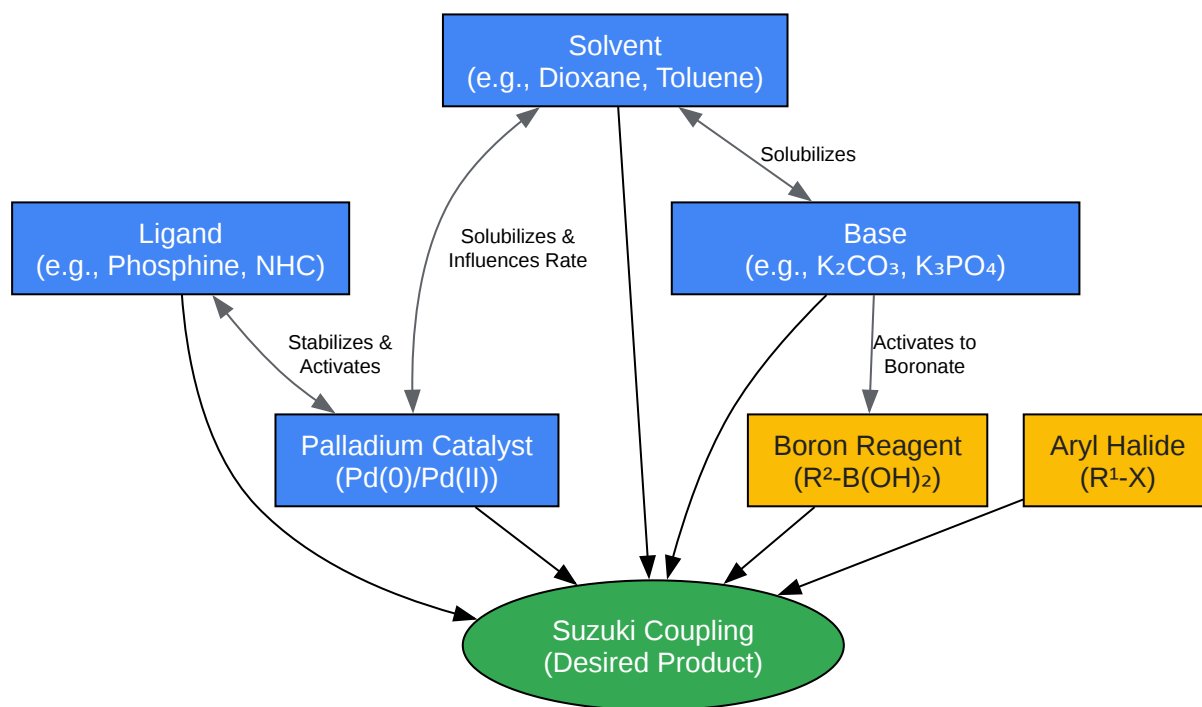 Solvent
(e.g., Dioxane, Toluene)
Solubilizes
Ligand
(e.g., Phosphine, NHC)
Solubilizes &
Influences Rate
Base
(e.g., K₂CO₃, K₃PO₄)
Stabilizes &
Activates
Activates to
Boronate
Palladium Catalyst
(Pd(0)/Pd(II))
Boron Reagent
(R²-B(OH)₂)
Aryl Halide
(R¹-X)
Suzuki Coupling
(Desired Product)